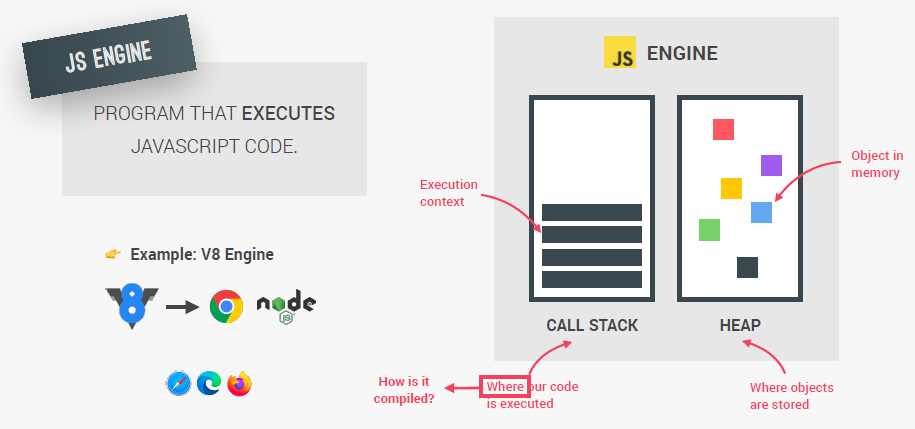 JS ENGINE
PROGRAM THAT EXECUTES
JAVASCRIPT CODE.
Example: V8 Engine
8
node
JS
JS ENGINE
Execution
context
Object in
memory
CALL STACK
HEAP
How is it
compiled?
Where our code
is executed
Where objects
are stored